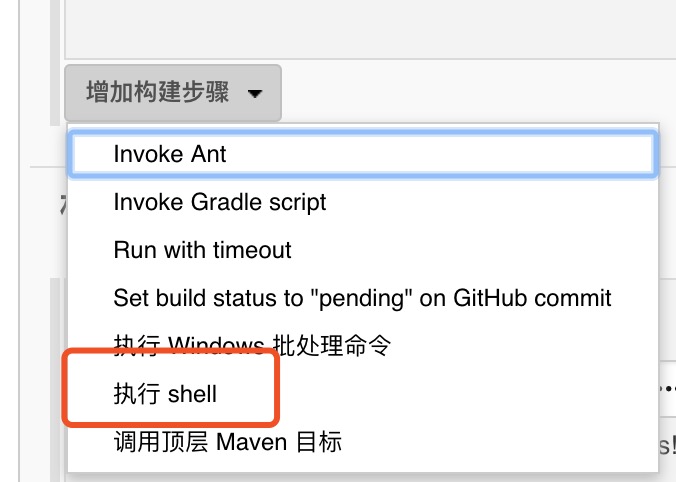 增加构建步骤
Invoke Ant
Invoke Gradle script
Run with timeout
Set build status to "pending" on GitHub commit
执行 Windows 批处理命令
执行 shell
s!
调用顶层 Maven 目标